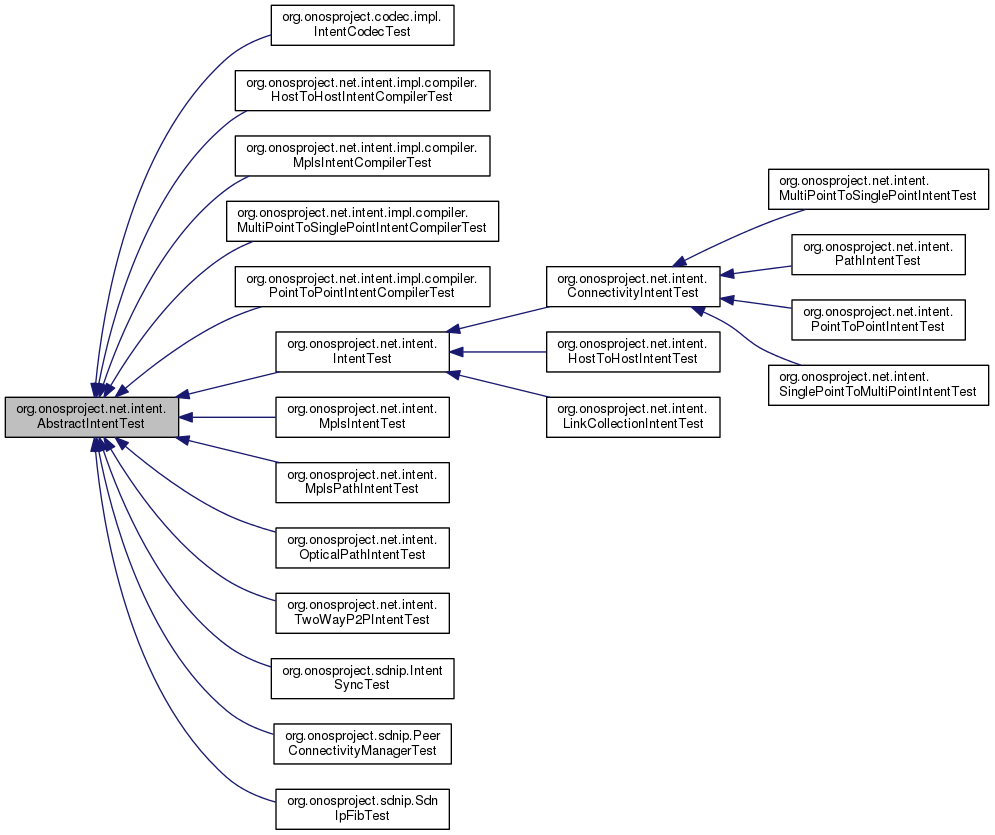 org.onosproject.codec.impl.
IntentCodecTest
org.onosproject.net.intent.impl.compiler.
HostToHostIntentCompilerTest
org.onosproject.net.intent.impl.compiler.
MplsIntentCompilerTest
org.onosproject.net.intent.impl.compiler.
MultiPointToSinglePointIntentCompilerTest
org.onosproject.net.intent.impl.compiler.
PointToPointIntentCompilerTest
org.onosproject.net.intent.
IntentTest
org.onosproject.net.intent.
AbstractIntentTest
org.onosproject.net.intent.
MplsIntentTest
org.onosproject.net.intent.
MplsPathIntentTest
org.onosproject.net.intent.
OpticalPathIntentTest
org.onosproject.net.intent.
TwoWayP2PIntentTest
org.onosproject.sdnip.Intent
SyncTest
org.onosproject.sdnip.Peer
ConnectivityManagerTest
org.onosproject.sdnip.Sdn
IpFibTest
org.onosproject.net.intent.
ConnectivityIntentTest
org.onosproject.net.intent.
HostToHostIntentTest
org.onosproject.net.intent.
LinkCollectionIntentTest
org.onosproject.net.intent.
MultiPointToSinglePointIntentTest
org.onosproject.net.intent.
PathIntentTest
org.onosproject.net.intent.
PointToPointIntentTest
org.onosproject.net.intent.
SinglePointToMultiPointIntentTest